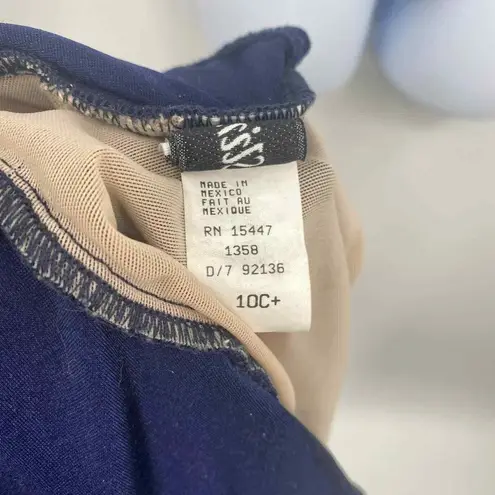 MADE IN
MEXICO
FAIT AU
MEXIQUE
RN 15447
1358
D/7 92136
10C+